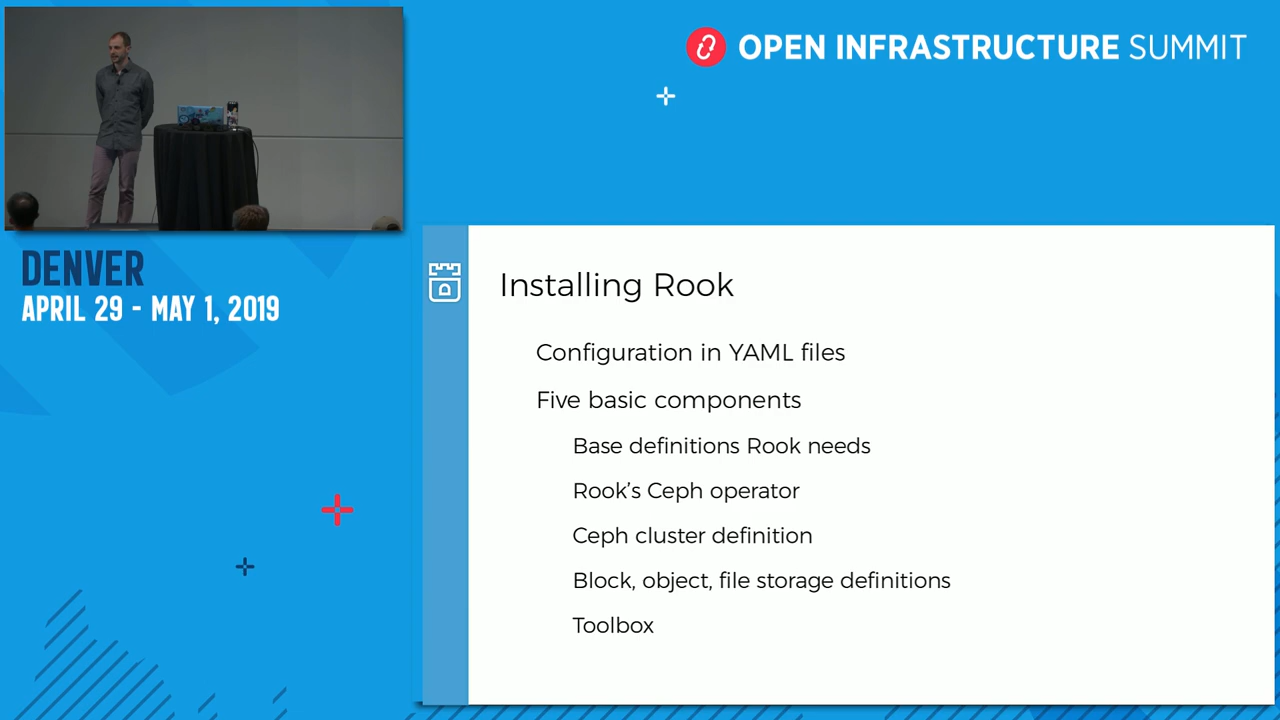 OPEN INFRASTRUCTURE SUMMIT
DENVER
APRIL 29 - MAY 1, 2019
Installing Rook
Configuration in YAML files
Five basic components
Base definitions Rook needs
Rook's Ceph operator
Ceph cluster definition
Block, object, file storage definitions
Toolbox